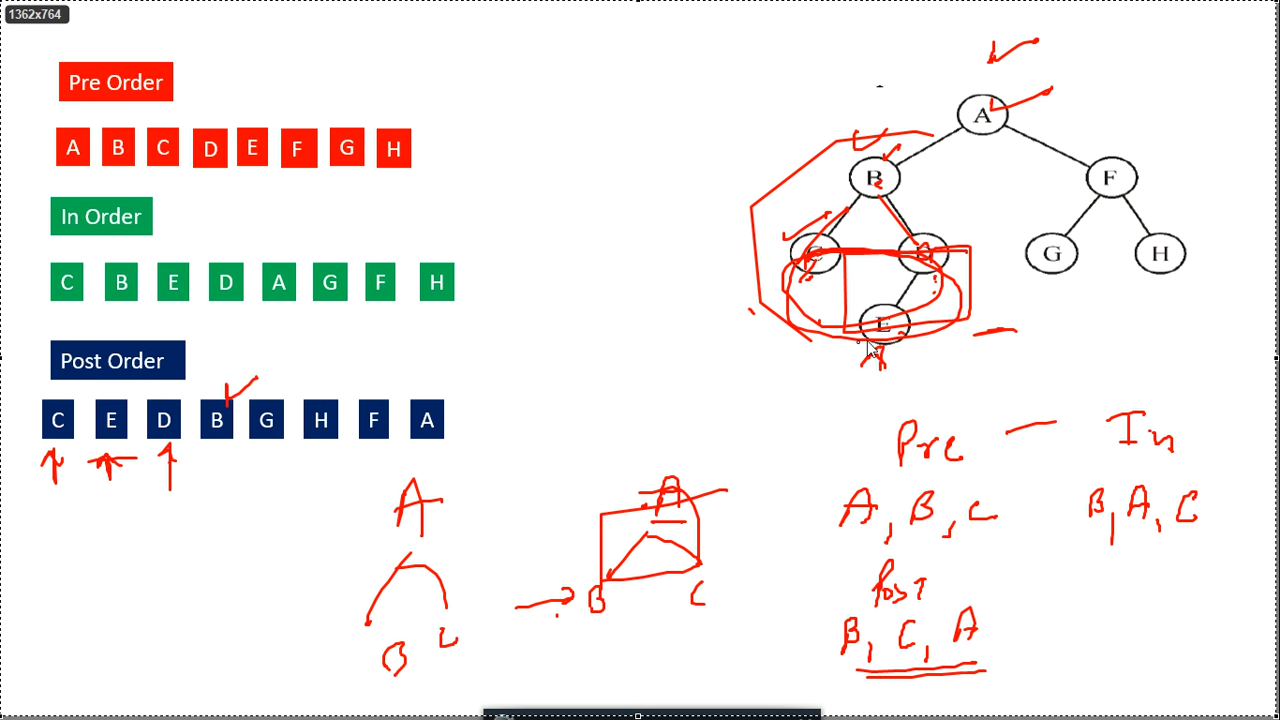 1362x764
Pre Order
A B C D E F G H
In Order
C B E D A G F H
Post Order
C E D B G H F A
A
B F
G H
E
Pre — In
A, B, C B, A, C
Post
B, C, A
A
B C
A
B C